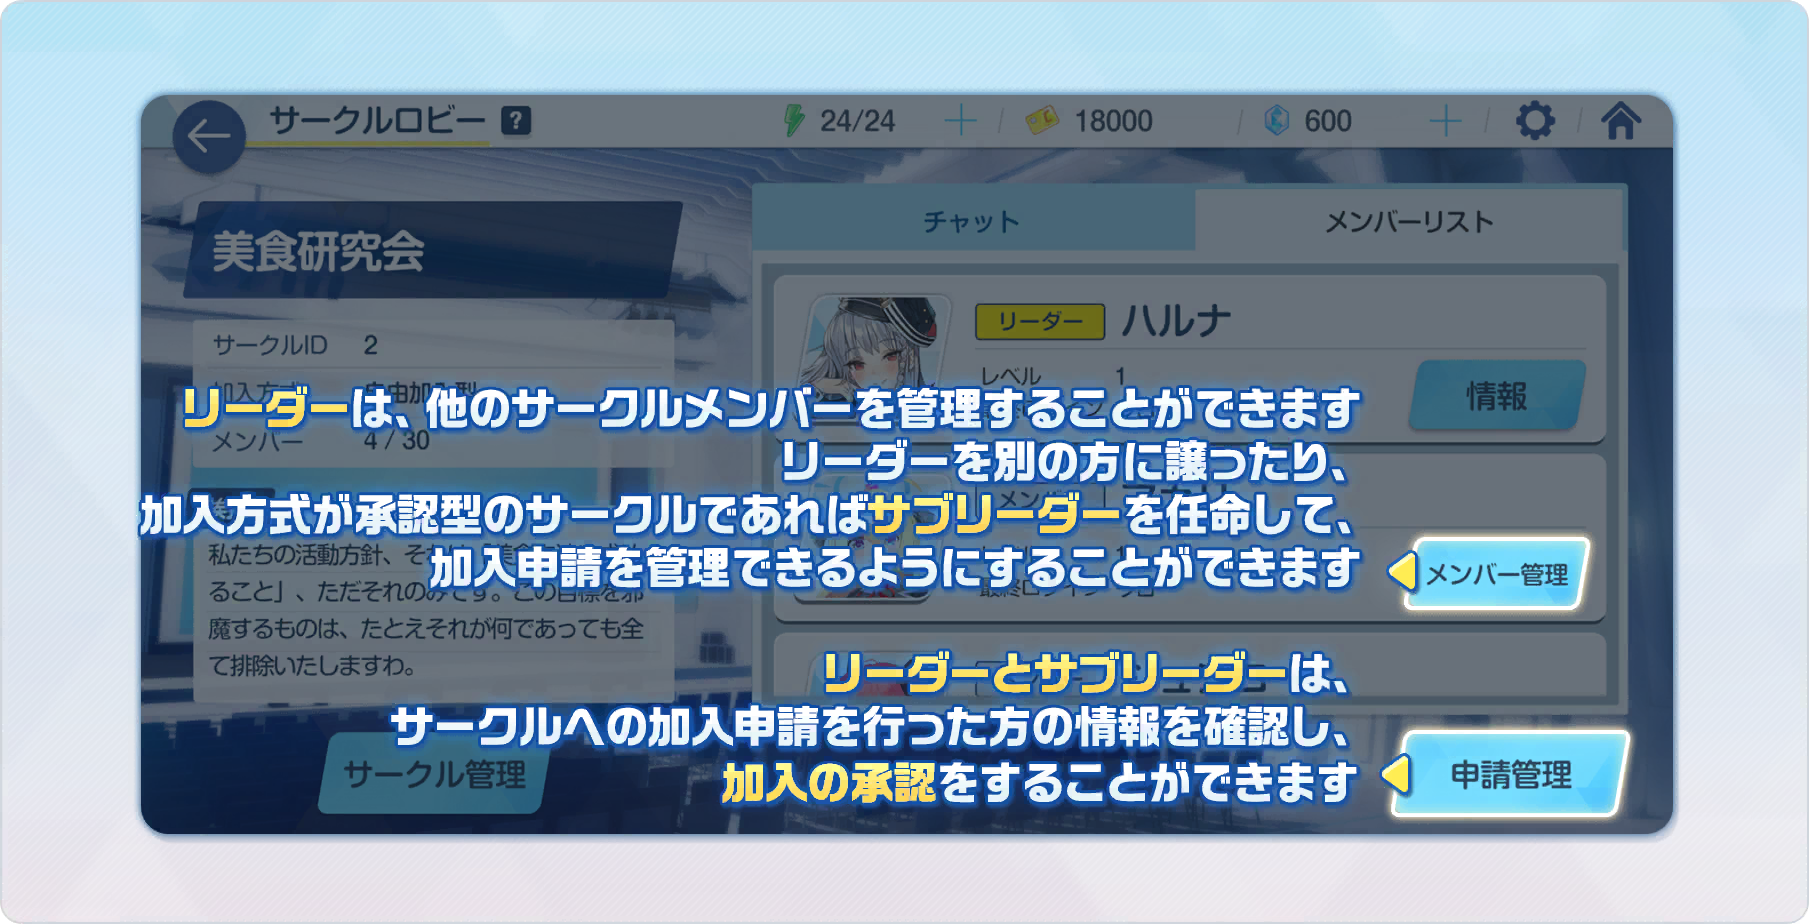 サークルロビー ?
24/24
18000
600
美食研究会
チャット
メンバーリスト
サークルID 2
リーダー ハルナ
レベル 1
情報
リーダーは、他のサークルメンバーを管理することができます
メンバー 4 / 30
リーダーを別の方に譲ったり、
加入方式が承認型のサークルであればサブリーダーを任命して、
加入申請を管理できるようにすることができます
メンバー管理
私たちの活動方針、
ること」、ただそれのみです。この目標を邪
魔するものは、たとえそれが何であっても全
て排除いたしますわ。
リーダーとサブリーダーは、
サークルへの加入申請を行った方の情報を確認し、
加入の承認をすることができます
サークル管理
申請管理